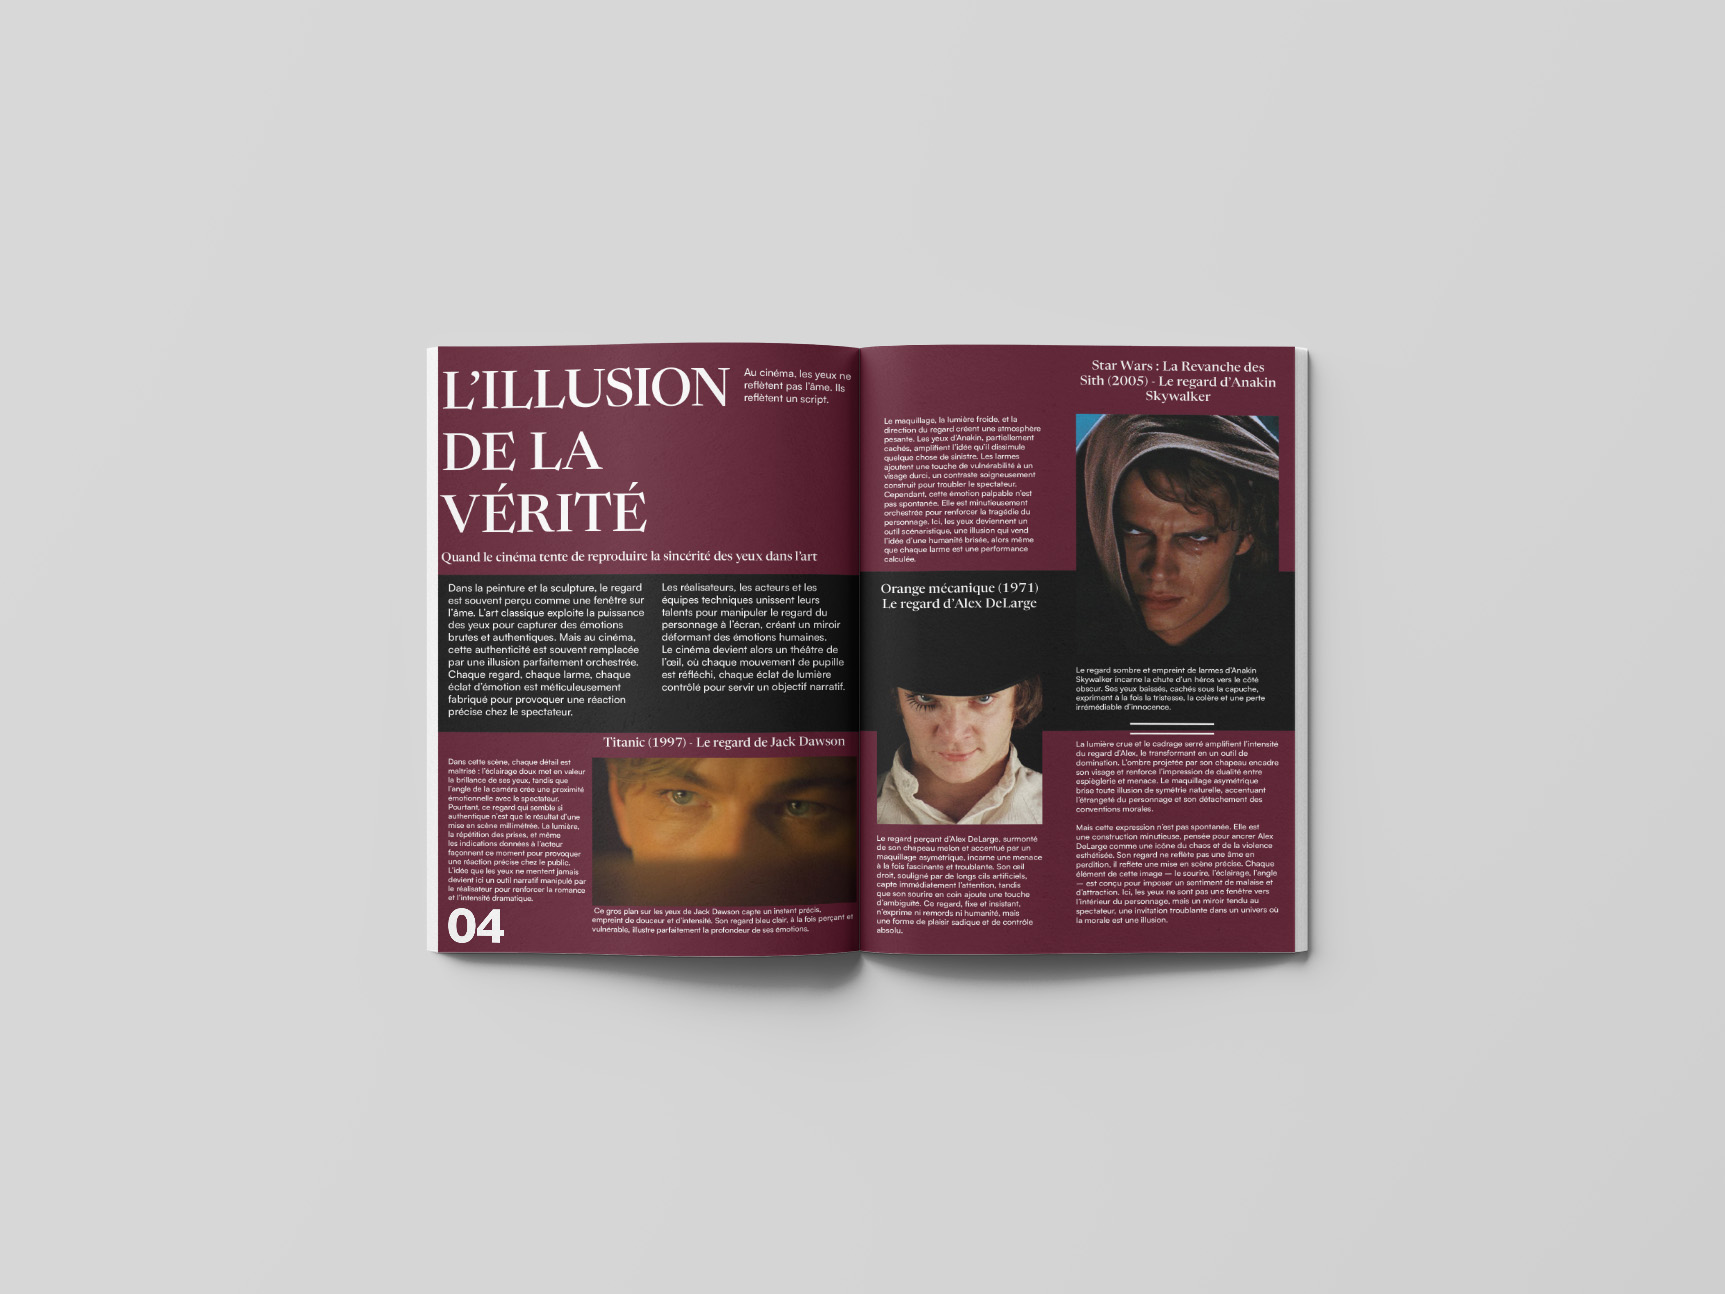 L'ILLUSION
DE LA
VÉRITÉ
Au cinéma, les yeux ne
reflètent pas l'âme. Ils
reflètent un script.
Quand le cinéma tente de reproduire la sincérité des yeux dans l'art
Dans la peinture et la sculpture, le regard
est souvent perçu comme une fenêtre sur
l'âme. L'art classique exploite la puissance
des yeux pour capturer des émotions
brutes et authentiques. Mais au cinéma,
cette authenticité est souvent remplacée
par une illusion parfaitement orchestrée.
Chaque regard, chaque larme, chaque
éclat d'émotion est méticuleusement
fabriqué pour provoquer une réaction
précise chez le spectateur.
Les réalisateurs, les acteurs et les
équipes techniques unissent leurs
talents pour manipuler le regard du
personnage à l'écran, créant un miroir
déformant des émotions humaines.
Le cinéma devient alors un théâtre de
l'œil, où chaque mouvement de pupille
est réfléchi, chaque éclat de lumière
contrôlé pour servir un objectif narratif.
Titanic (1997) - Le regard de Jack Dawson
Dans cette scène, chaque détail est
maîtrisé : l'éclairage doux met en valeur
la brillance de ses yeux, tandis que
l'angle de la caméra crée une proximité
émotionnelle avec le spectateur.
Pourtant, ce regard qui semble si
authentique n'est que le résultat d'une
mise en scène millimétrée. La lumière,
la répétition des prises, et même
les indications données à l'acteur
façonnent ce moment pour provoquer
une réaction précise chez le public.
L'idée que les yeux ne mentent jamais
devient ici un outil narratif manipulé par
le réalisateur pour renforcer la romance
et l'intensité dramatique.
Ce gros plan sur les yeux de Jack Dawson capte un instant précis,
empreint de douceur et d'intensité. Son regard bleu clair, à la fois perçant et
vulnérable, illustre parfaitement la profondeur de ses émotions.
04
Star Wars : La Revanche des
Sith (2005) - Le regard d'Anakin
Skywalker
Le maquillage, la lumière froide, et la
direction du regard créent une atmosphère
pesante. Les yeux d'Anakin, partiellement
cachés, amplifient l'idée qu'il dissimule
quelque chose de sinistre. Les larmes
ajoutent une touche de vulnérabilité à un
visage durci, un contraste soigneusement
construit pour troubler le spectateur.
Cependant, cette émotion palpable n'est
pas spontanée. Elle est minutieusement
orchestrée pour renforcer la tragédie du
personnage. Ici, les yeux deviennent un
outil scénaristique, une illusion qui vend
l'idée d'une humanité brisée, alors même
que chaque larme est une performance
calculée.
Le regard sombre et empreint de larmes d'Anakin
Skywalker incarne la chute d'un héros vers le côté
obscur. Ses yeux baissés, cachés sous la capuche,
expriment à la fois la tristesse, la colère et une perte
irrémédiable d'innocence.
Orange mécanique (1971)
Le regard d'Alex DeLarge
Le regard perçant d'Alex DeLarge, surmonté
de son chapeau melon et accentué par un
maquillage asymétrique, incarne une menace
à la fois fascinante et troublante. Son œil
droit, souligné par de longs cils artificiels,
capte immédiatement l'attention, tandis
que son sourire en coin ajoute une touche
d'ambiguïté. Ce regard, fixe et insistant,
n'exprime ni remords ni humanité, mais
une forme de plaisir sadique et de contrôle
absolu.
La lumière crue et le cadrage serré amplifient l'intensité
du regard d'Alex, le transformant en un outil de
domination. L'ombre projetée par son chapeau encadre
son visage et renforce l'impression de dualité entre
espièglerie et menace. Le maquillage asymétrique
brise toute illusion de symétrie naturelle, accentuant
l'étrangeté du personnage et son détachement des
conventions morales.
Mais cette expression n'est pas spontanée. Elle est
une construction minutieuse, pensée pour ancrer Alex
DeLarge comme une icône du chaos et de la violence
esthétisée. Son regard ne reflète pas une âme en
perdition, il reflète une mise en scène précise. Chaque
élément de cette image — le sourire, l'éclairage, l'angle
— est conçu pour imposer un sentiment de malaise et
d'attraction. Ici, les yeux ne sont pas une fenêtre vers
l'intérieur du personnage, mais un miroir tendu au
spectateur, une invitation troublante dans un univers où
la morale est une illusion.